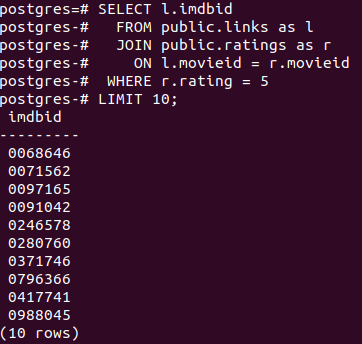 postgres=# SELECT l.imdbid
postgres-#   FROM public.links as l
postgres-#   JOIN public.ratings as r
postgres-#     ON l.movieid = r.movieid
postgres-#  WHERE r.rating = 5
postgres-# LIMIT 10;
 imdbid
---------
 0068646
 0071562
 0097165
 0091042
 0246578
 0280760
 0371746
 0796366
 0417741
 0988045
(10 rows)